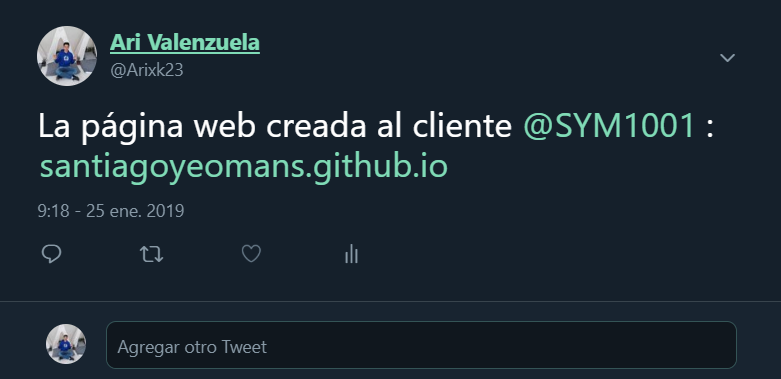 Ari Valenzuela
@Arixk23
La página web creada al cliente @SYM1001 :
santiagoyeomans.github.io
9:18 - 25 ene. 2019
Agregar otro Tweet